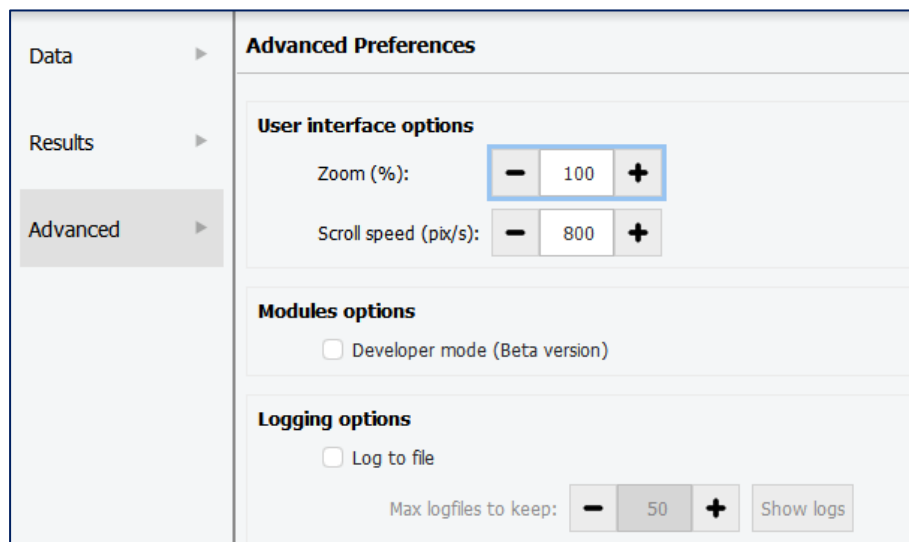 Data
Results
Advanced
Advanced Preferences
User interface options
Zoom (%): 100
Scroll speed (pix/s): 800
Modules options
Developer mode (Beta version)
Logging options
Log to file
Max logfiles to keep: 50 Show logs